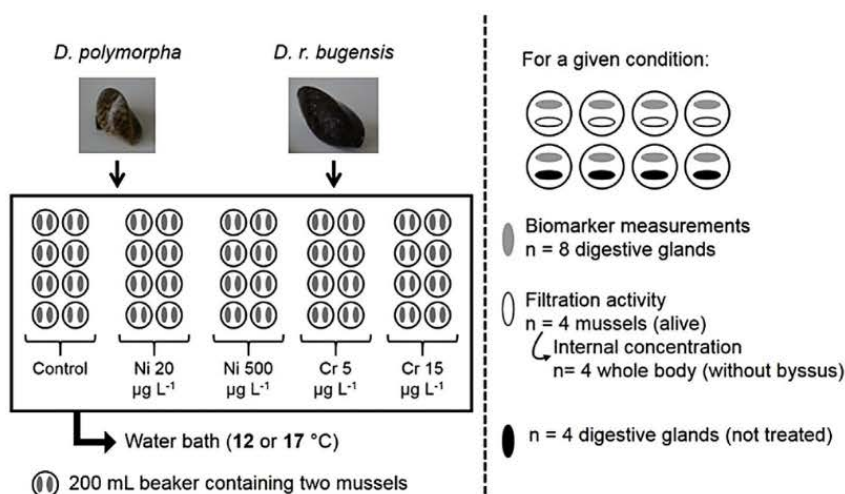 D. polymorpha
D. r. bugensis
Control
Ni 20
µg L-1
Ni 500
µg L-1
Cr 5
µg L-1
Cr 15
µg L-1
Water bath (12 or 17 °C)
200 mL beaker containing two mussels
For a given condition:
Biomarker measurements
n = 8 digestive glands
Filtration activity
n = 4 mussels (alive)
Internal concentration
n= 4 whole body (without byssus)
n = 4 digestive glands (not treated)